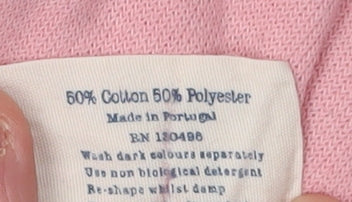 50% Cotton 50% Polyester
Made in Portugal
RN 130498
Wash dark colours separately
Use non biological detergent
Re-shape whilst damp